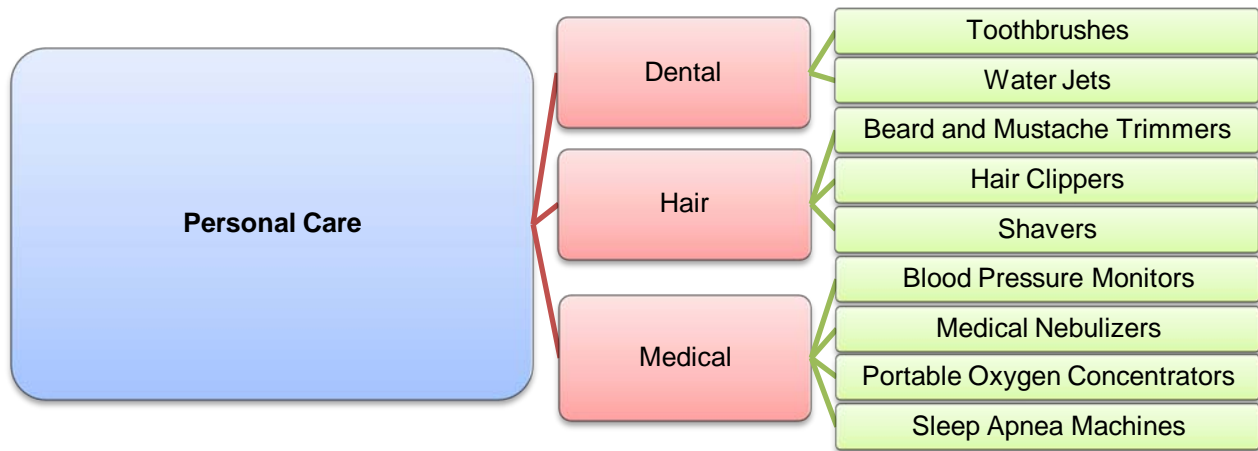 Personal Care
Dental
Toothbrushes
Water Jets
Hair
Beard and Mustache Trimmers
Hair Clippers
Shavers
Medical
Blood Pressure Monitors
Medical Nebulizers
Portable Oxygen Concentrators
Sleep Apnea Machines